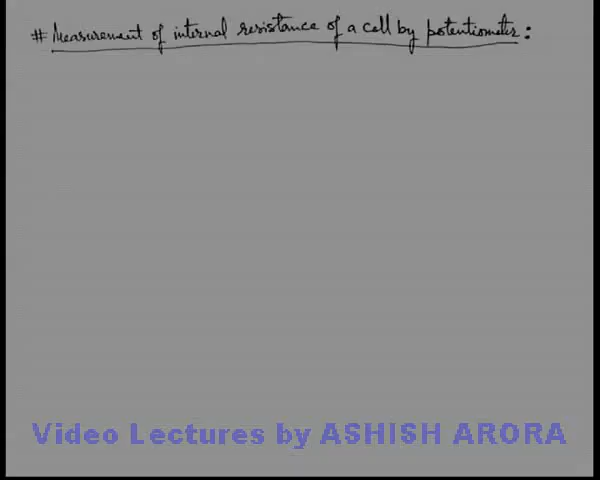 # Measurement of internal resistance of a cell by potentiometer :
Video Lectures by ASHISH ARORA